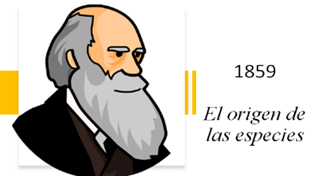 1859
El origen de
las especies